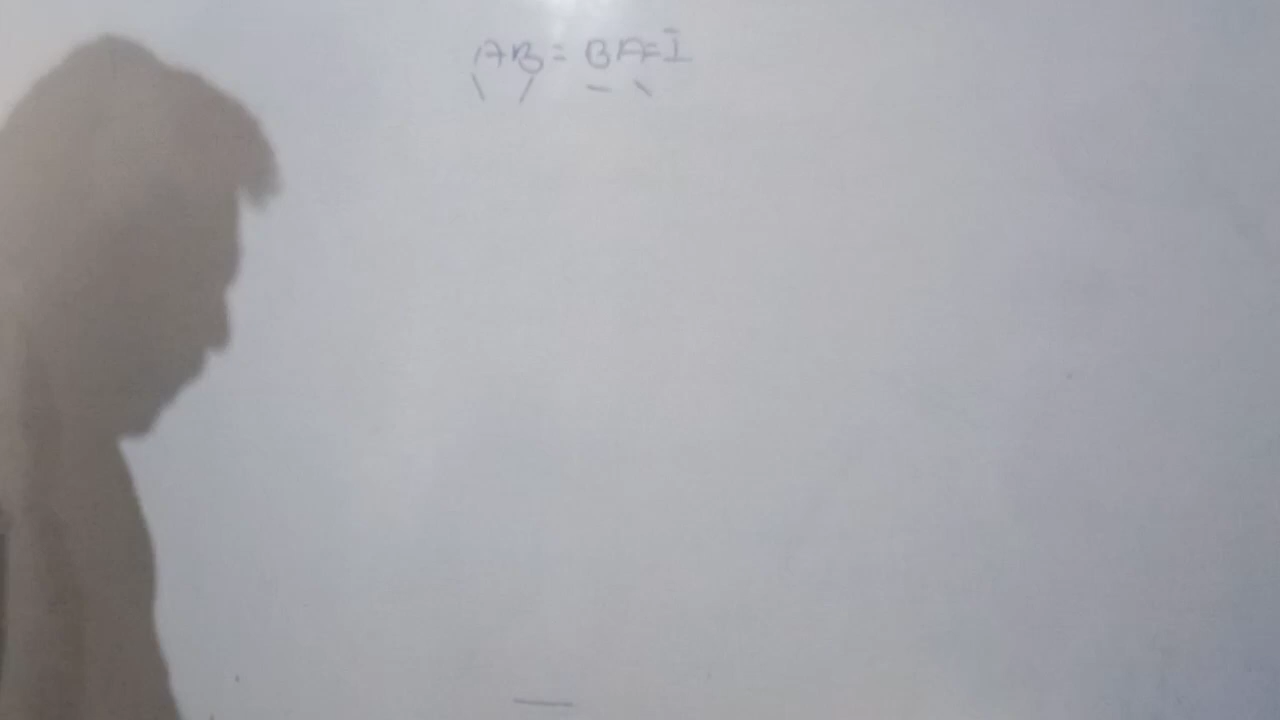 AB = BA = I